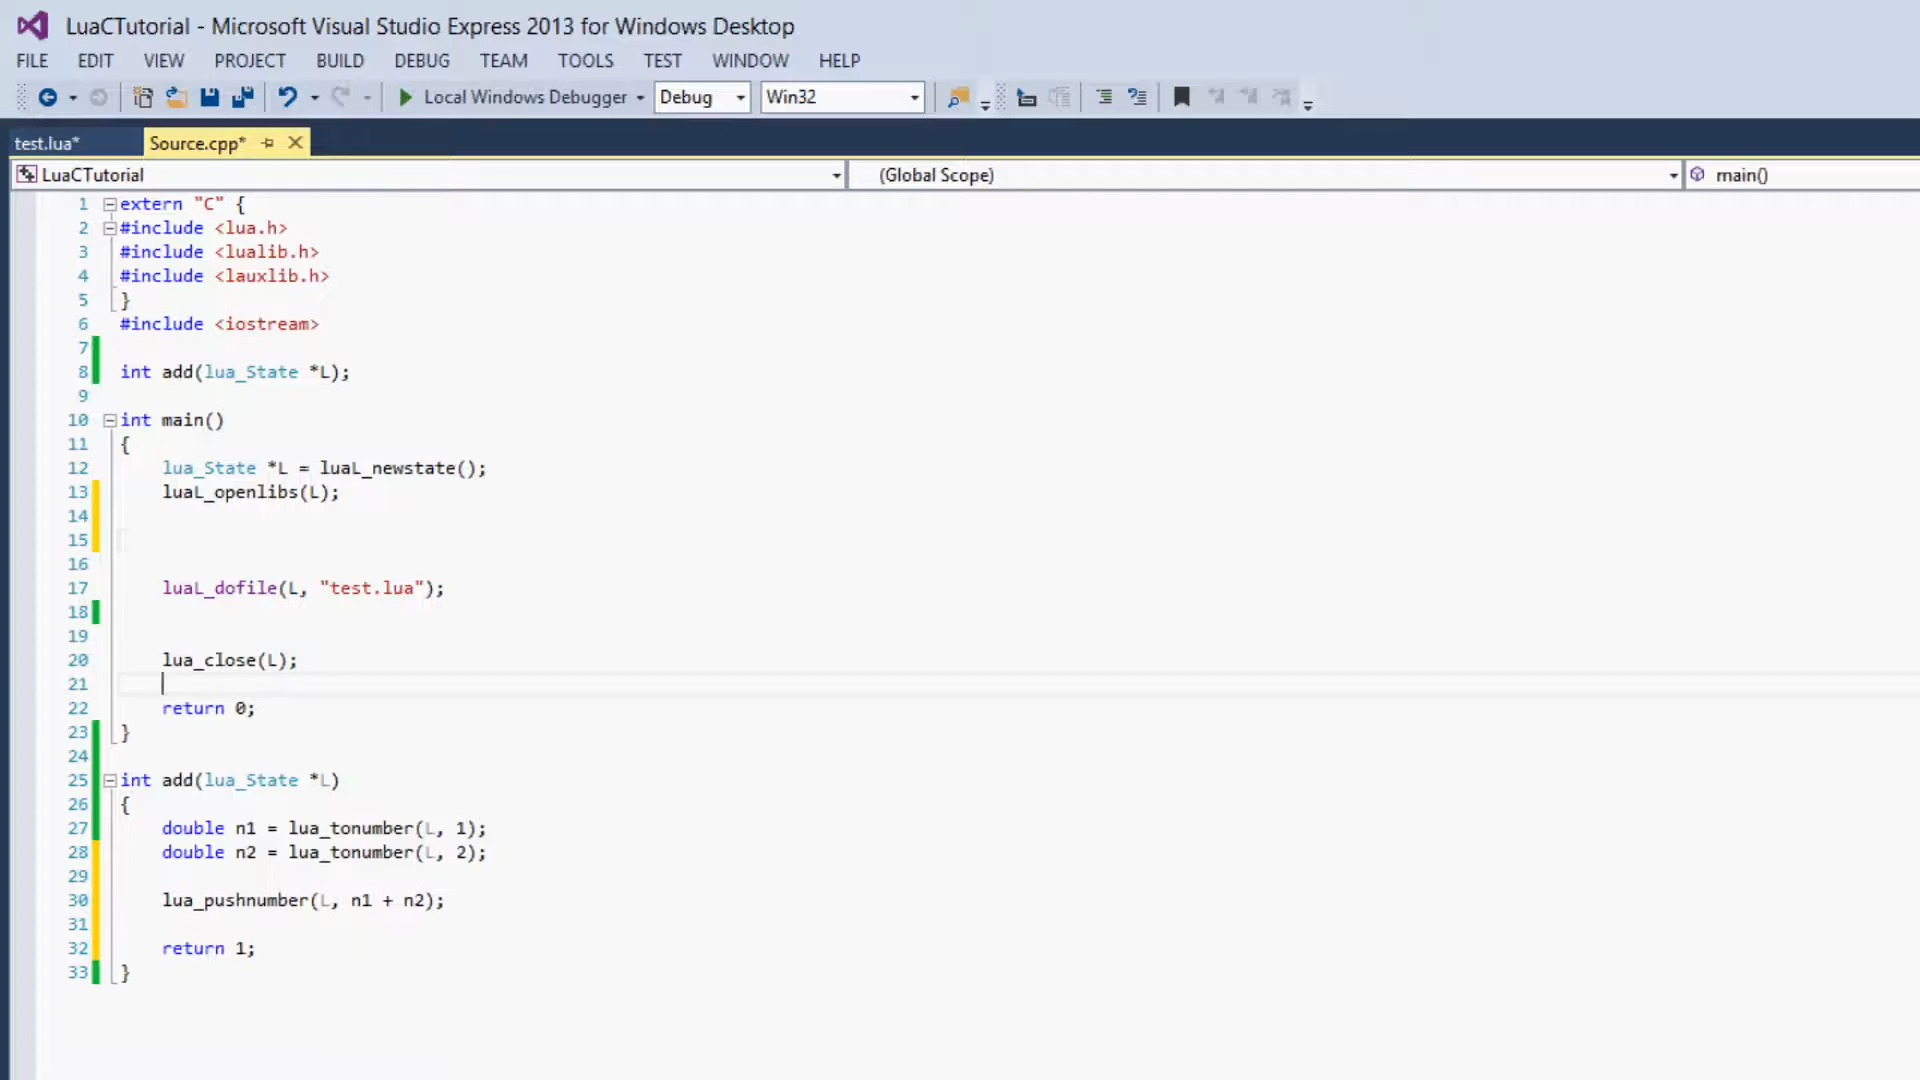 LuaCTutorial - Microsoft Visual Studio Express 2013 for Windows Desktop
FILE EDIT VIEW PROJECT BUILD DEBUG TEAM TOOLS TEST WINDOW HELP
Local Windows Debugger Debug Win32
test.lua* Source.cpp*
LuaCTutorial (Global Scope) main()
1 extern "C" {
2 #include <lua.h>
3 #include <lualib.h>
4 #include <lauxlib.h>
5 }
6 #include <iostream>
7
8 int add(lua_State *L);
9
10 int main()
11 {
12 lua_State *L = luaL_newstate();
13 luaL_openlibs(L);
14
15
16
17 luaL_dofile(L, "test.lua");
18
19
20 lua_close(L);
21
22 return 0;
23 }
24
25 int add(lua_State *L)
26 {
27 double n1 = lua_tonumber(L, 1);
28 double n2 = lua_tonumber(L, 2);
29
30 lua_pushnumber(L, n1 + n2);
31
32 return 1;
33 }